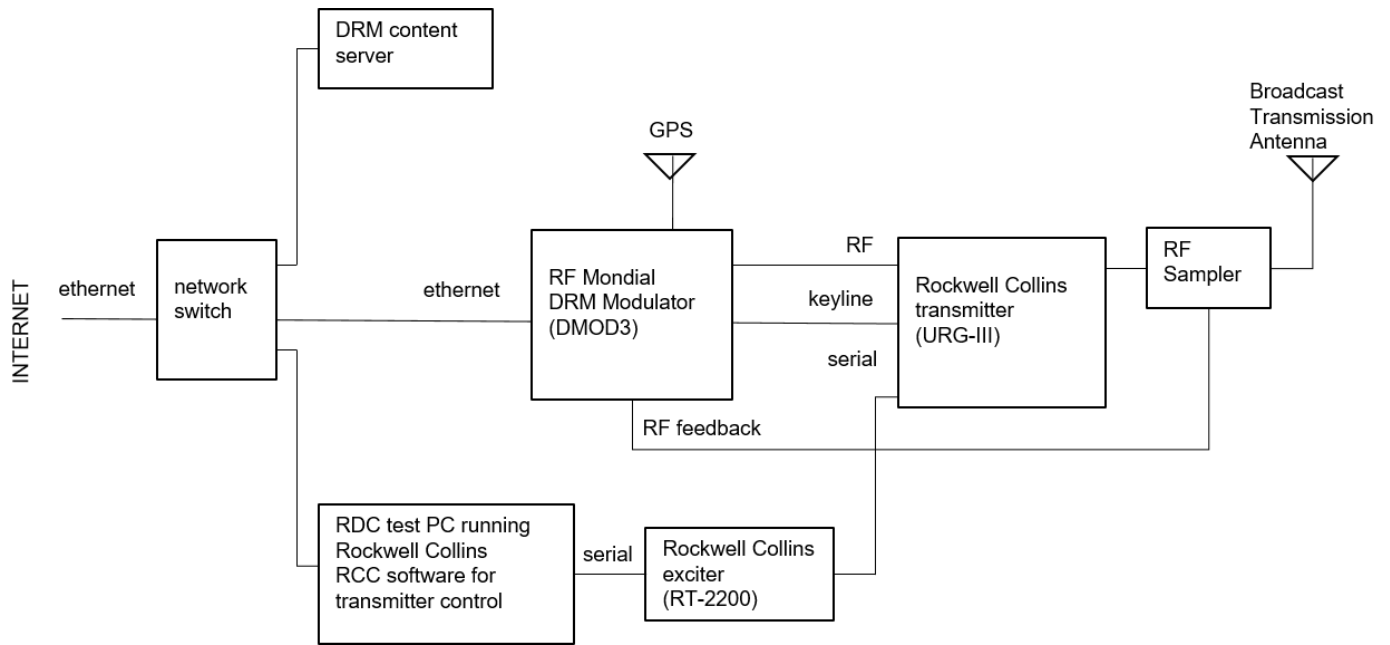 DRM content
server
GPS
Broadcast
Transmission
Antenna
INTERNET
ethernet
network
switch
ethernet
RF Mondial
DRM Modulator
(DMOD3)
RF
keyline
serial
Rockwell Collins
transmitter
(URG-III)
RF
Sampler
RF feedback
RDC test PC running
Rockwell Collins
RCC software for
transmitter control
serial
Rockwell Collins
exciter
(RT-2200)